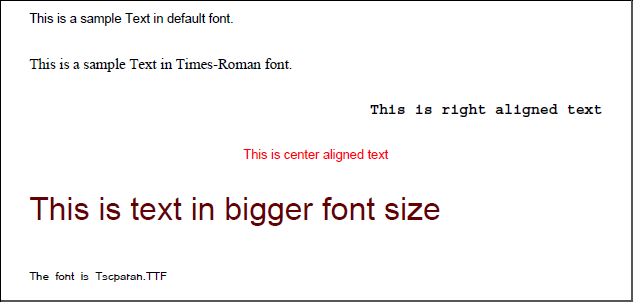 This is a sample Text in default font.
This is a sample Text in Times-Roman font.
This is right aligned text
This is center aligned text
This is text in bigger font size
The font is Tscparan.TTF